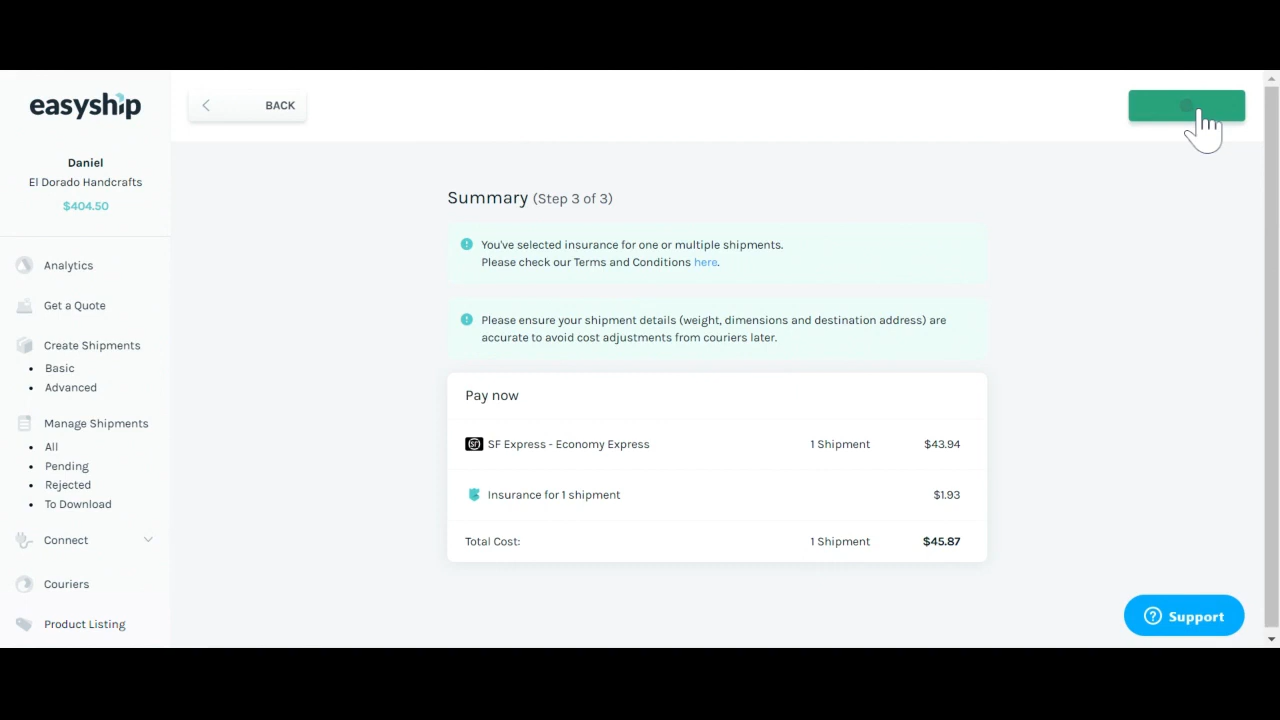 easyship
BACK
Daniel
El Dorado Handcrafts
$404.50
Summary (Step 3 of 3)
You've selected insurance for one or multiple shipments.
Please check our Terms and Conditions here.
Analytics
Get a Quote
Please ensure your shipment details (weight, dimensions and destination address) are
accurate to avoid cost adjustments from couriers later.
Create Shipments
Basic
Advanced
Pay now
Manage Shipments
All
Pending
Rejected
To Download
SF
SF Express - Economy Express 1 Shipment $43.94
Insurance for 1 shipment $1.93
Total Cost: 1 Shipment $45.87
Connect
Couriers
Product Listing
? Support